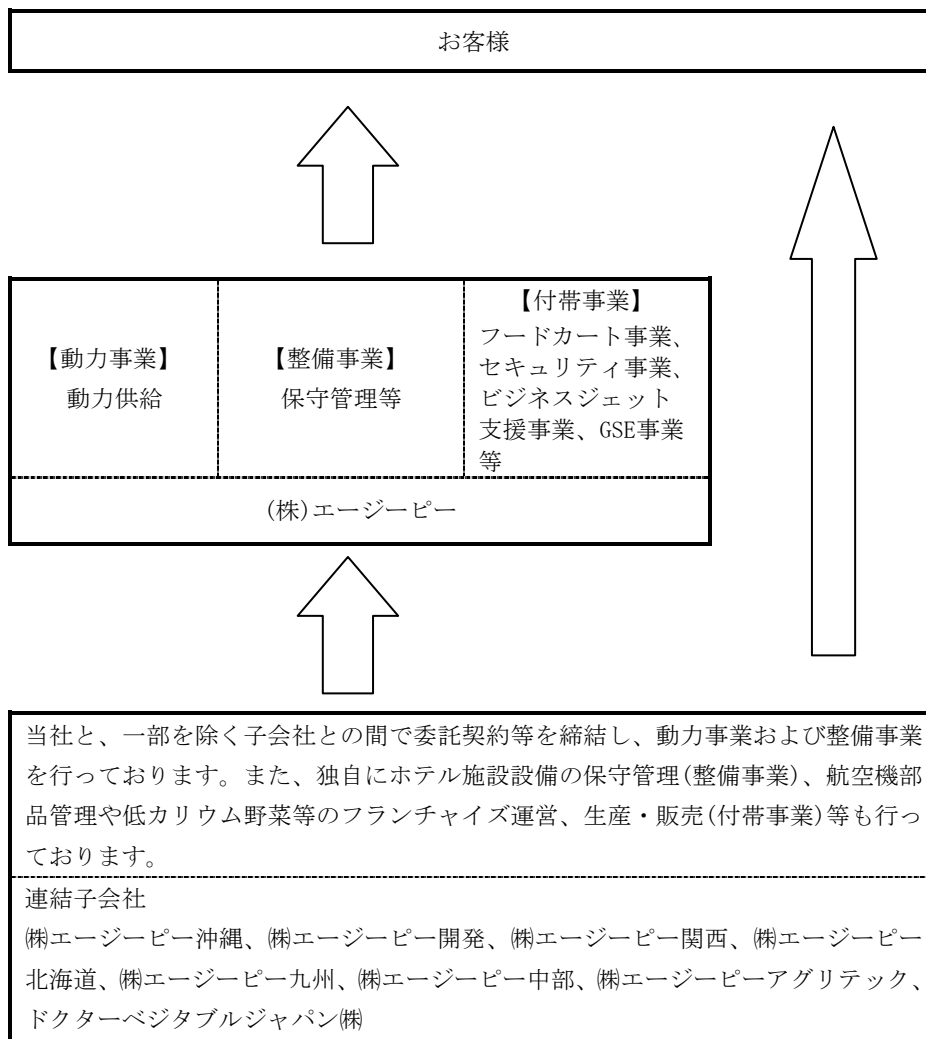 お客様
【動力事業】
動力供給
【整備事業】
保守管理等
【付帯事業】
フードカート事業、
セキュリティ事業、
ビジネスジェット
支援事業、GSE事業
等
(株)エージーピー
当社と、一部を除く子会社との間で委託契約等を締結し、動力事業および整備事業
を行っております。また、独自にホテル施設設備の保守管理(整備事業)、航空機部
品管理や低カリウム野菜等のフランチャイズ運営、生産・販売(付帯事業)等も行っ
ております。
連結子会社
㈱エージーピー沖縄、㈱エージーピー開発、㈱エージーピー関西、㈱エージーピー
北海道、㈱エージーピー九州、㈱エージーピー中部、㈱エージーピーアグリテック、
ドクターベジタブルジャパン㈱